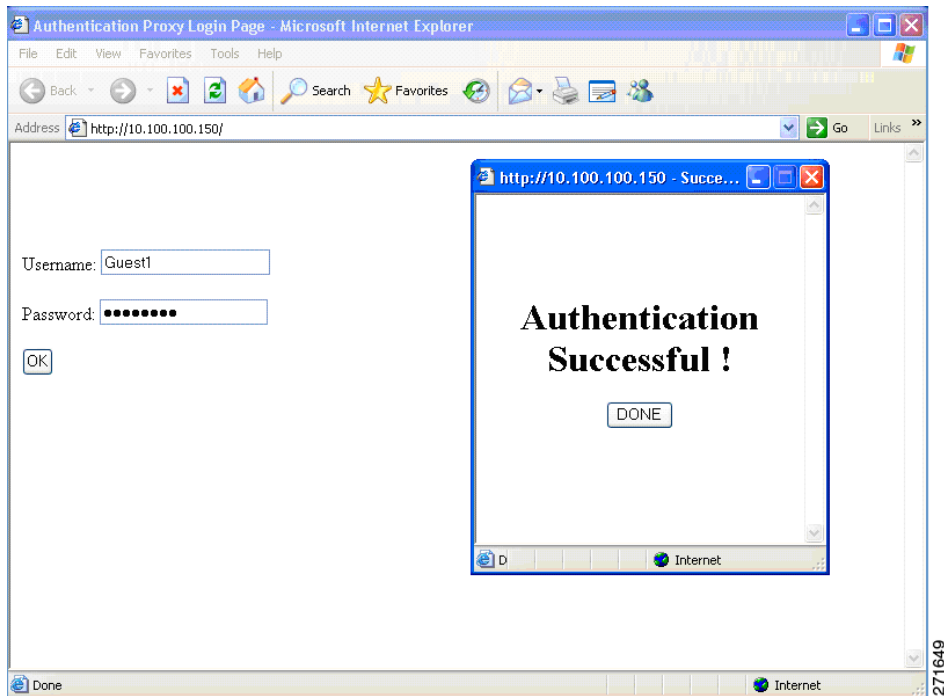 Authentication Proxy Login Page - Microsoft Internet Explorer
File Edit View Favorites Tools Help
Back Search Favorites
Address http://10.100.100.150/ Go Links »
http://10.100.100.150 - Succe...
Username: Guest1
Password: ●●●●●●●●
OK
Authentication
Successful !
DONE
D Internet
Done Internet
271649